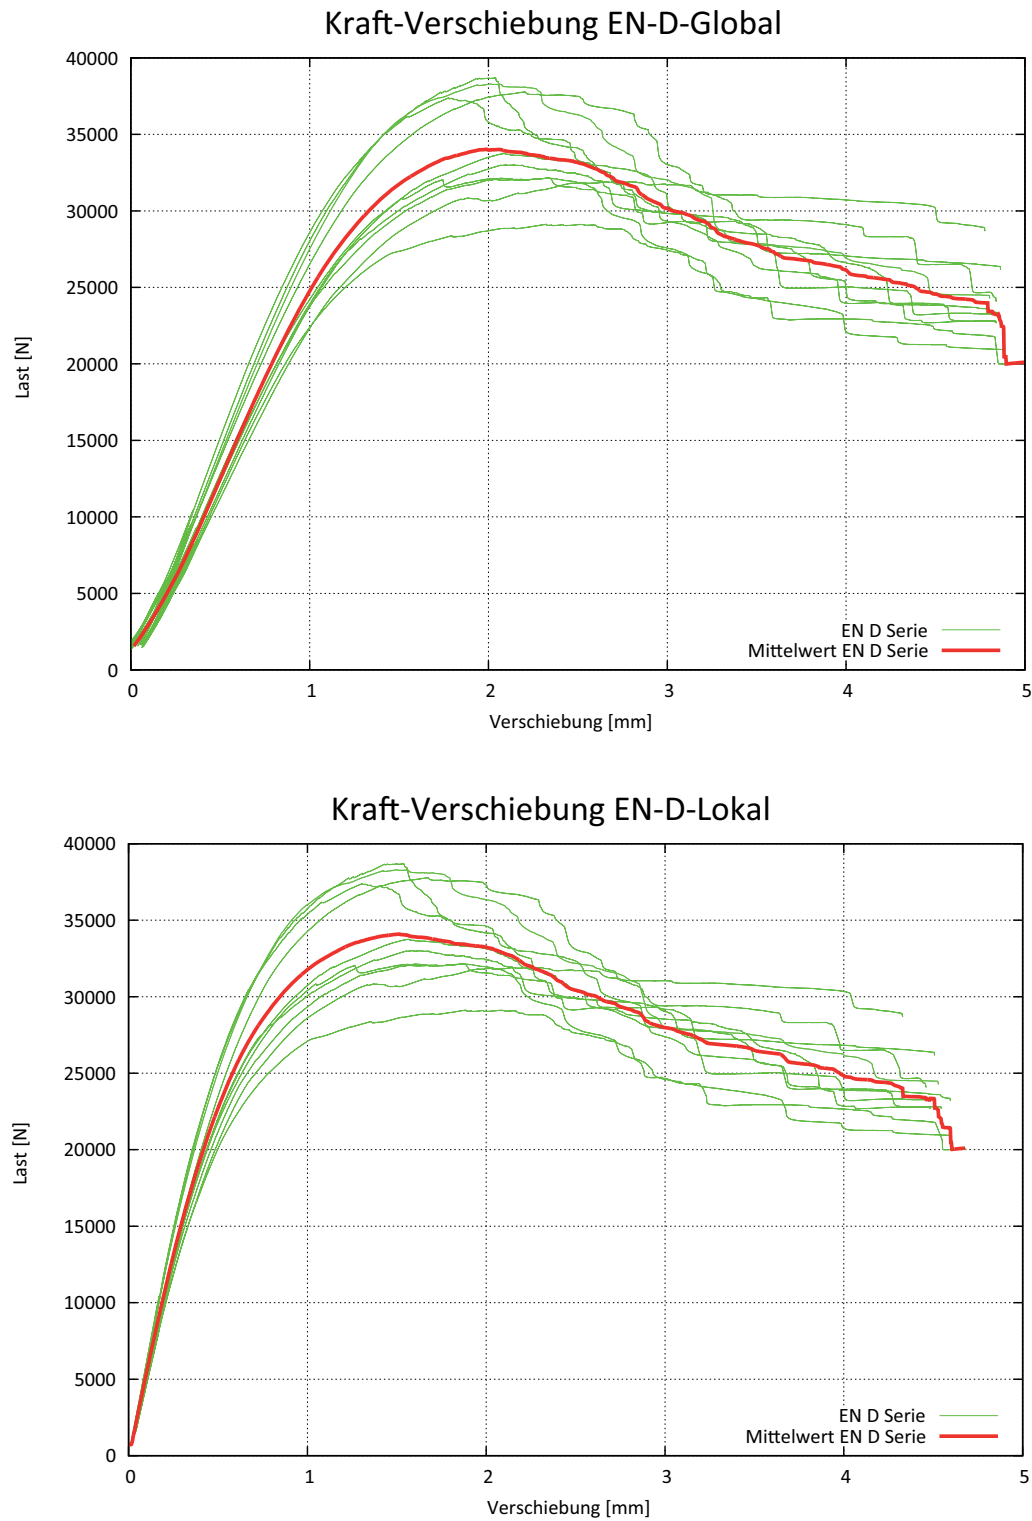 Kraft-Verschiebung EN-D-Global
40000
35000
30000
25000
20000
15000
10000
5000
0
Last [N]
EN D Serie
Mittelwert EN D Serie
0 1 2 3 4 5
Verschiebung [mm]
Kraft-Verschiebung EN-D-Lokal
40000
35000
30000
25000
20000
15000
10000
5000
0
Last [N]
EN D Serie
Mittelwert EN D Serie
0 1 2 3 4 5
Verschiebung [mm]